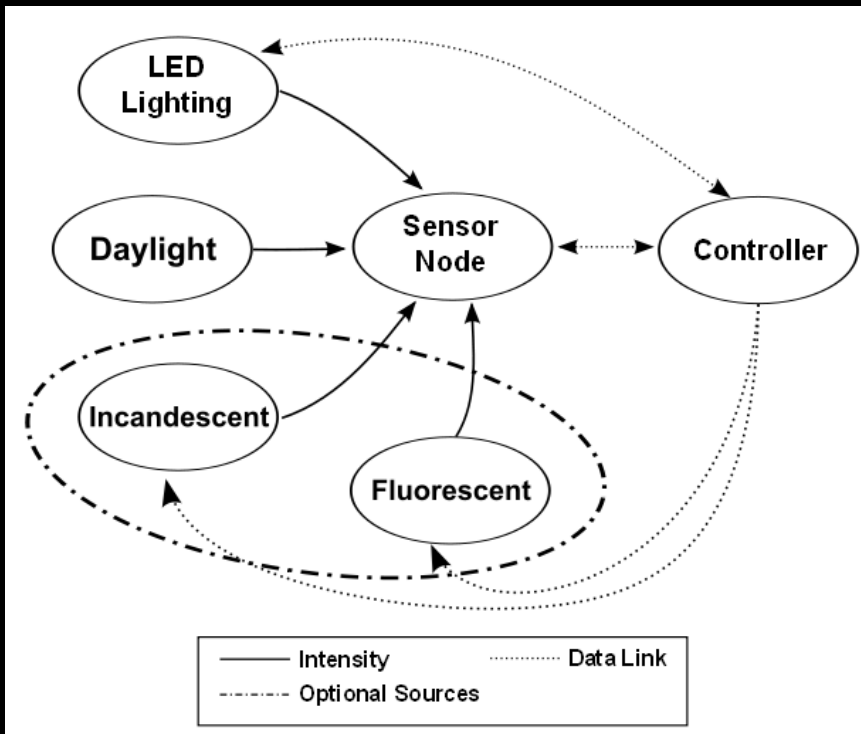 LED
Lighting
Daylight
Sensor
Node
Controller
Incandescent
Fluorescent
Intensity
Data Link
Optional Sources